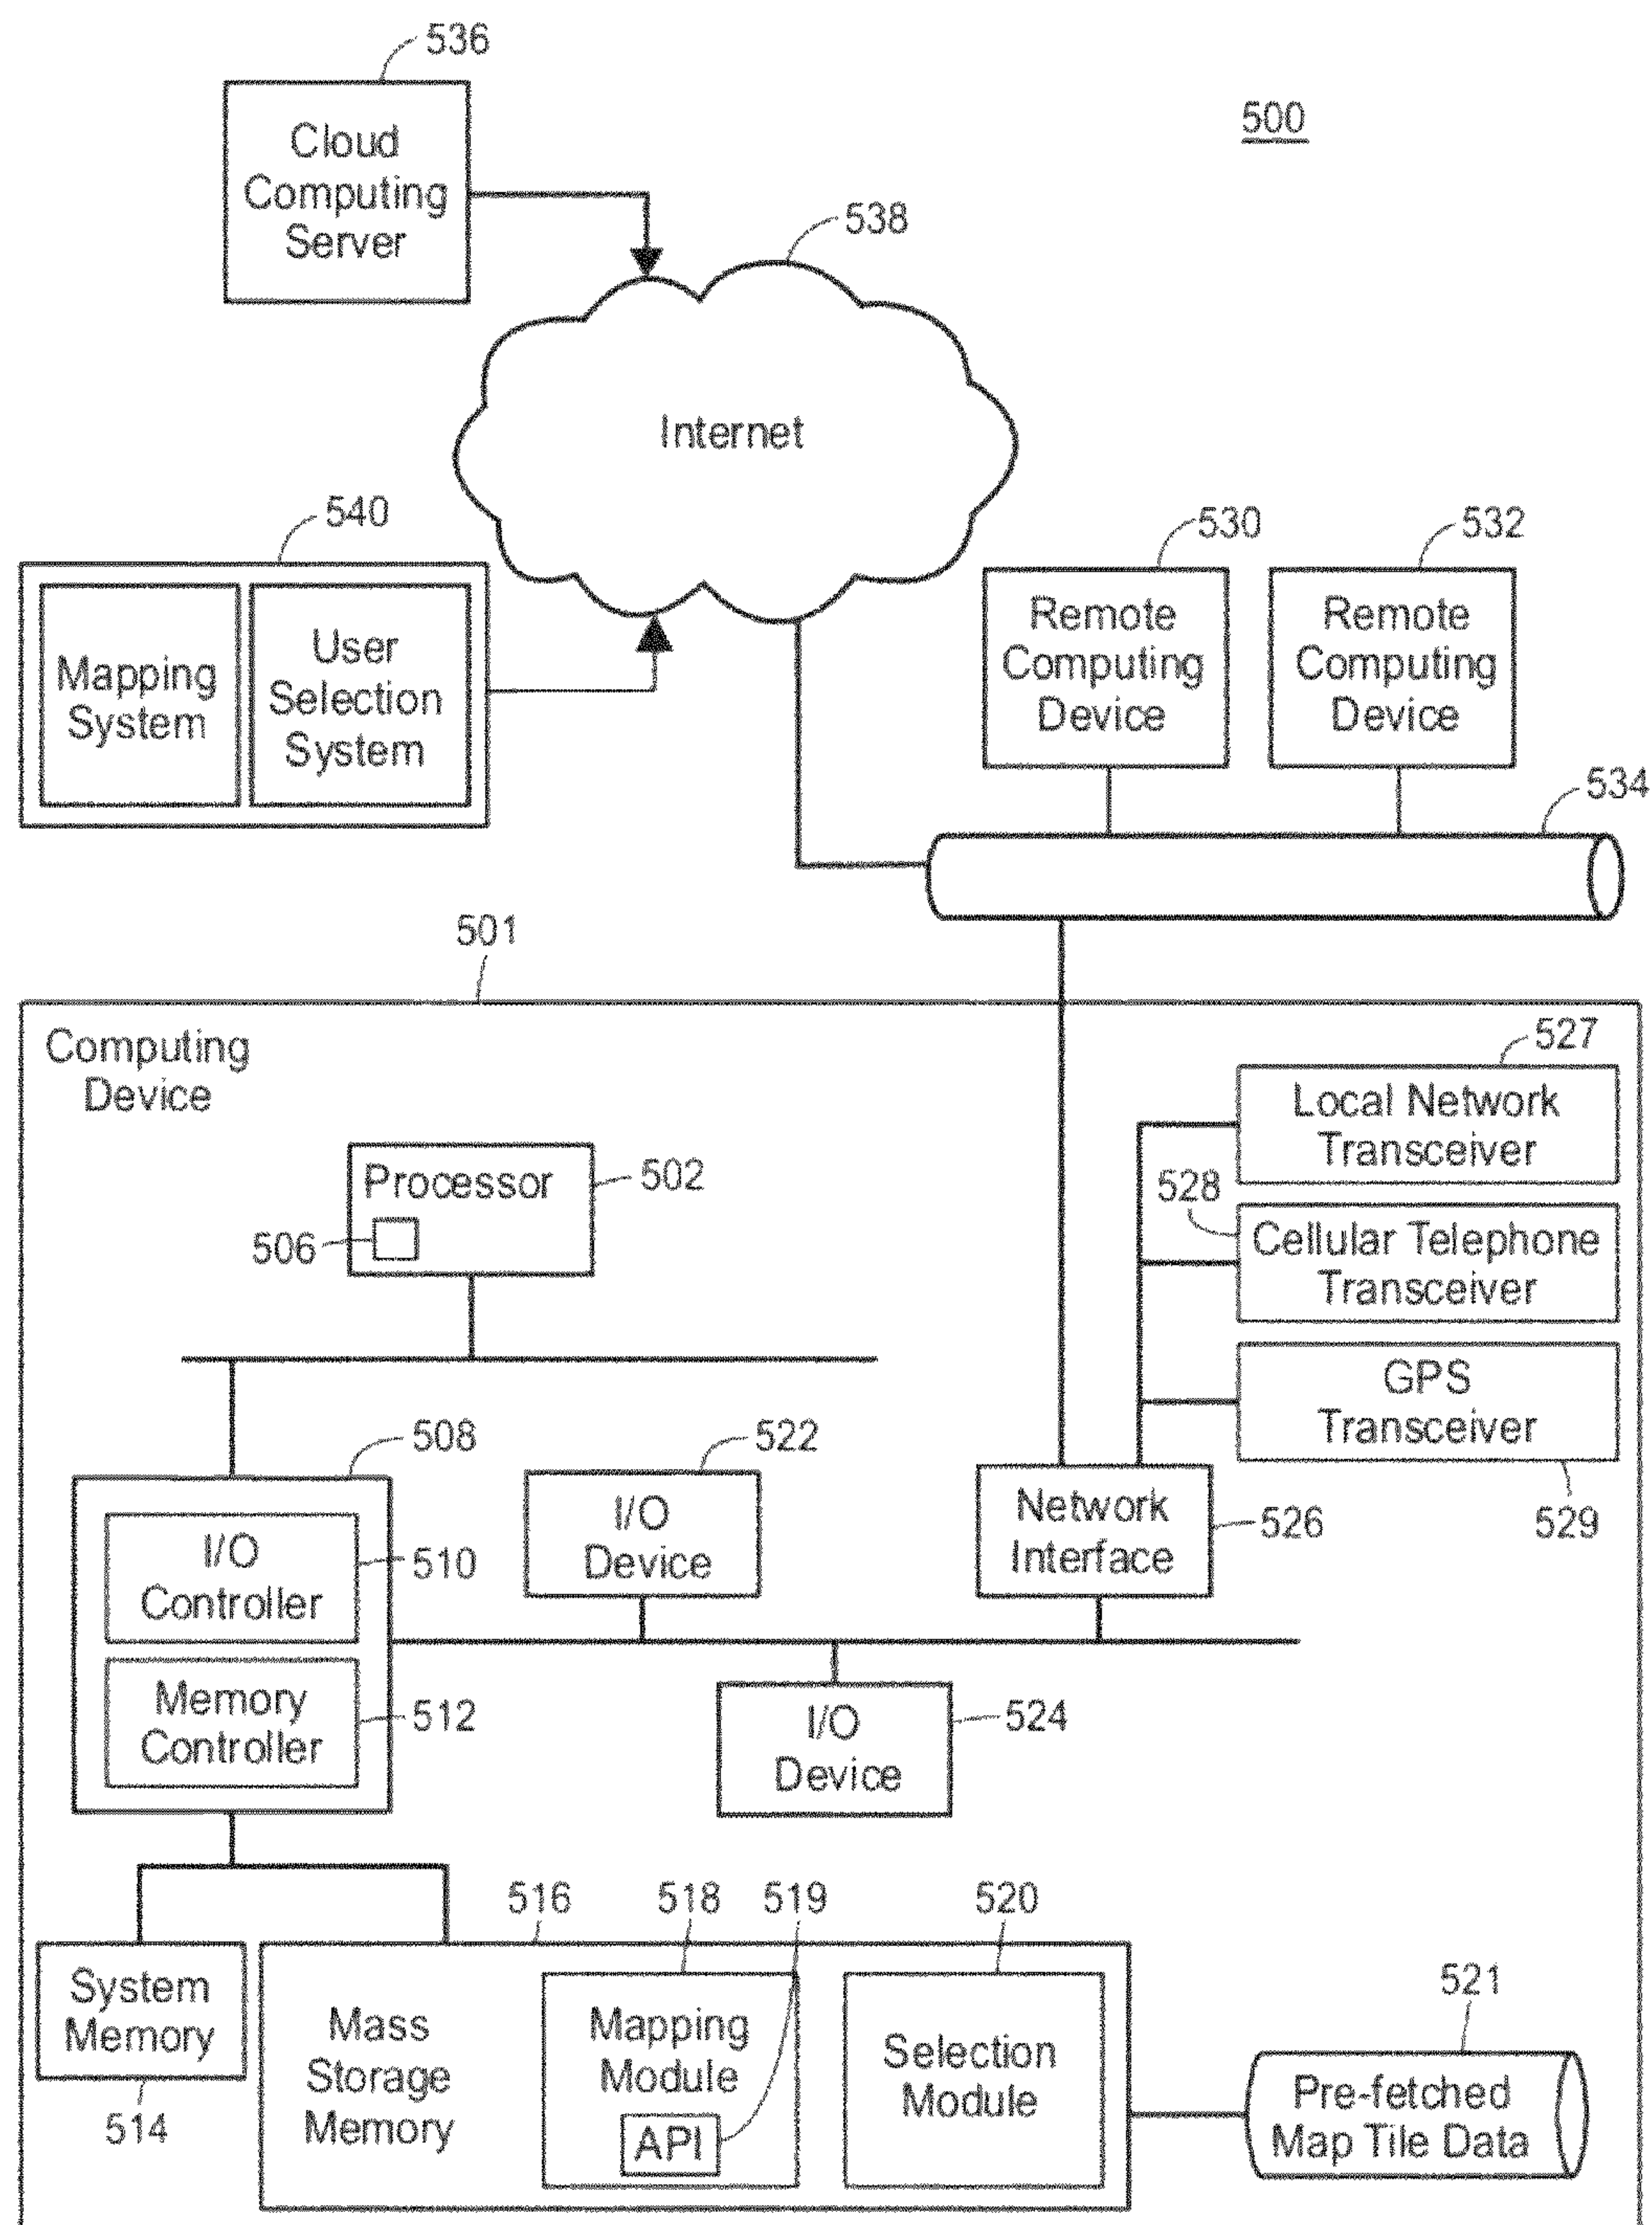 536
500
Cloud
Computing
Server
538
Internet
540
530
532
Mapping
System
User
Selection
System
Remote
Computing
Device
Remote
Computing
Device
534
501
Computing
Device
527
Local Network
Transceiver
Processor
502
506
528
Cellular Telephone
Transceiver
GPS
Transceiver
529
508
522
I/O
Controller
510
I/O
Device
Network
Interface
526
Memory
Controller
512
I/O
Device
524
516
518
519
520
System
Memory
514
Mass
Storage
Memory
Mapping
Module
API
Selection
Module
521
Pre-fetched
Map Tile Data